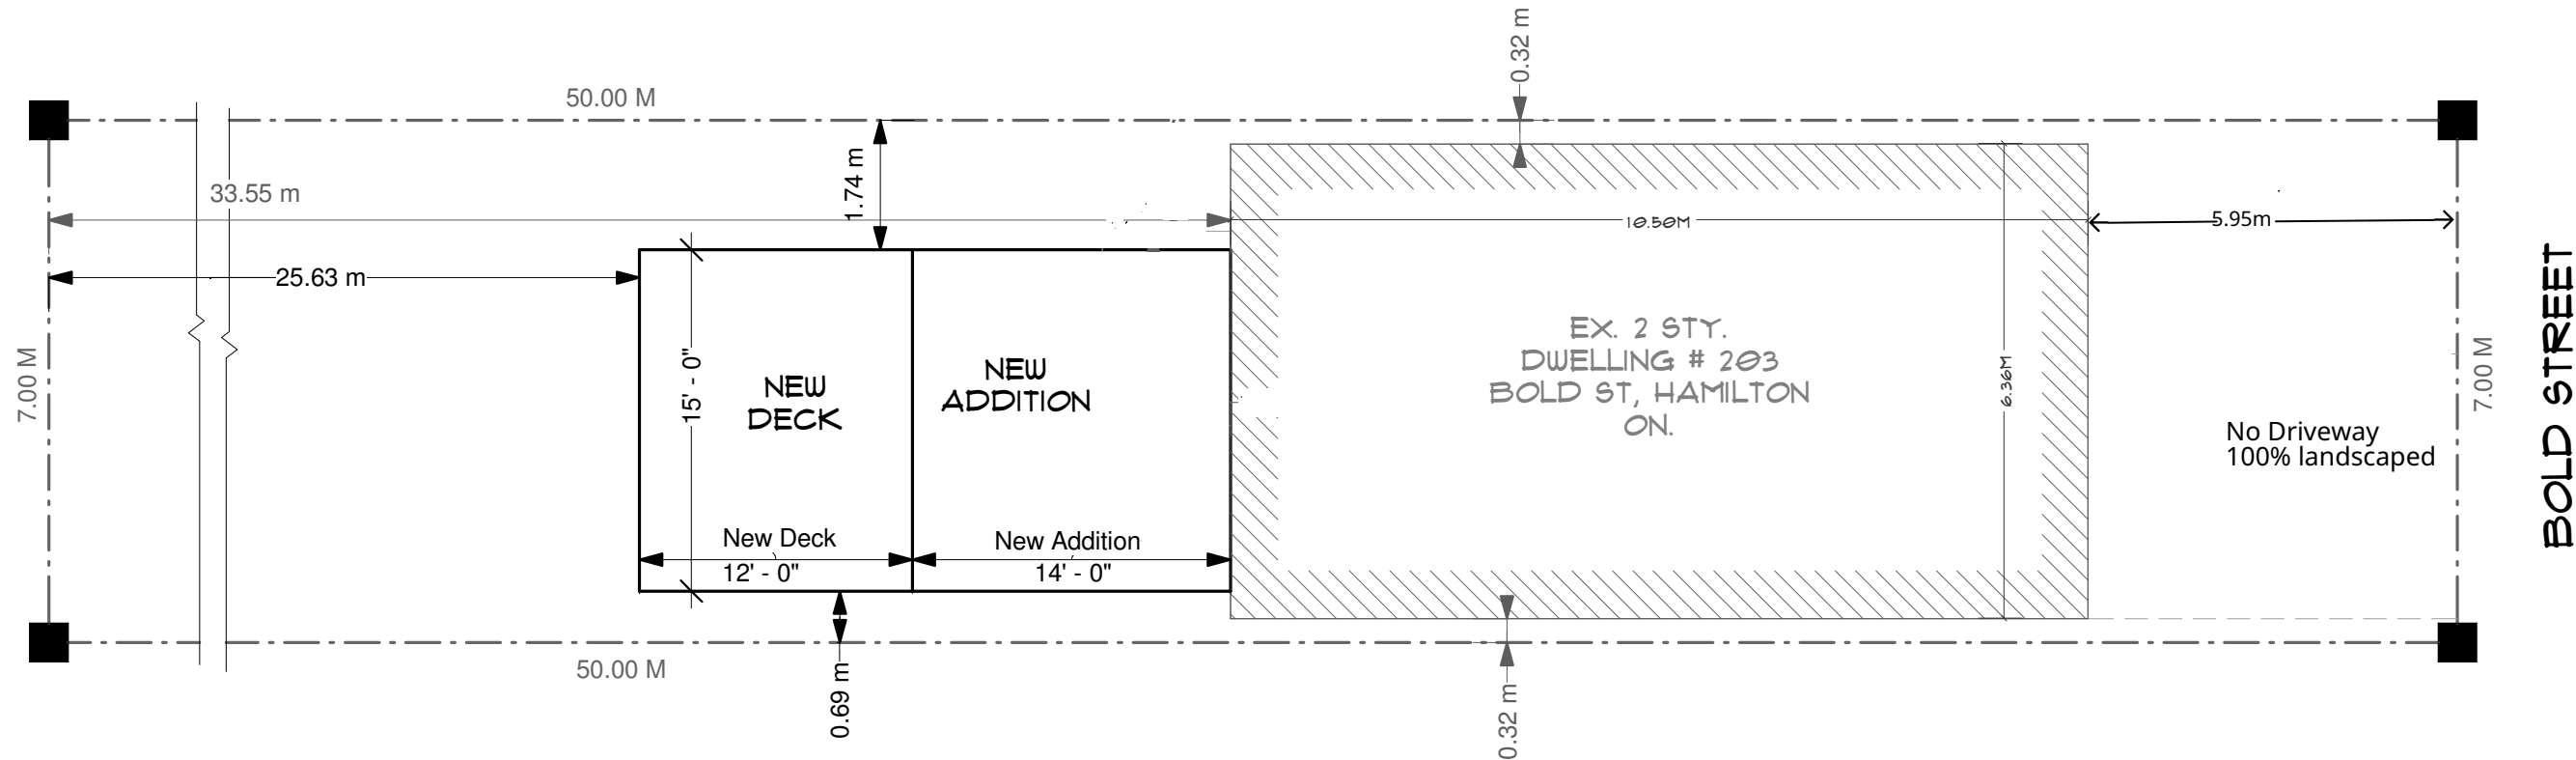 0.32 m
50.00 M
1.74 m
33.55 m
10.50M
5.95m
25.63 m
7.00 M
15' - 0"
NEW
DECK
NEW
ADDITION
EX. 2 STY.
DWELLING # 203
BOLD ST, HAMILTON
ON.
6.36M
7.00 M
BOLD STREET
No Driveway
100% landscaped
New Deck
12' - 0"
New Addition
14' - 0"
50.00 M
0.69 m
0.32 m